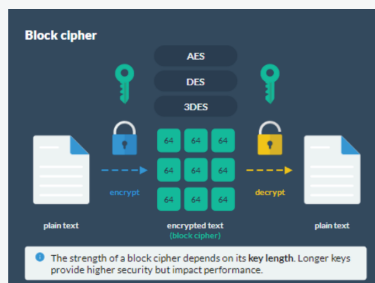 Block cipher
AES
DES
3DES
64 64 64
64 64 64
encrypt
decrypt
64 64 64
plain text
encrypted text
plain text
(block cipher)
The strength of a block cipher depends on its key length. Longer keys
provide higher security but impact performance.